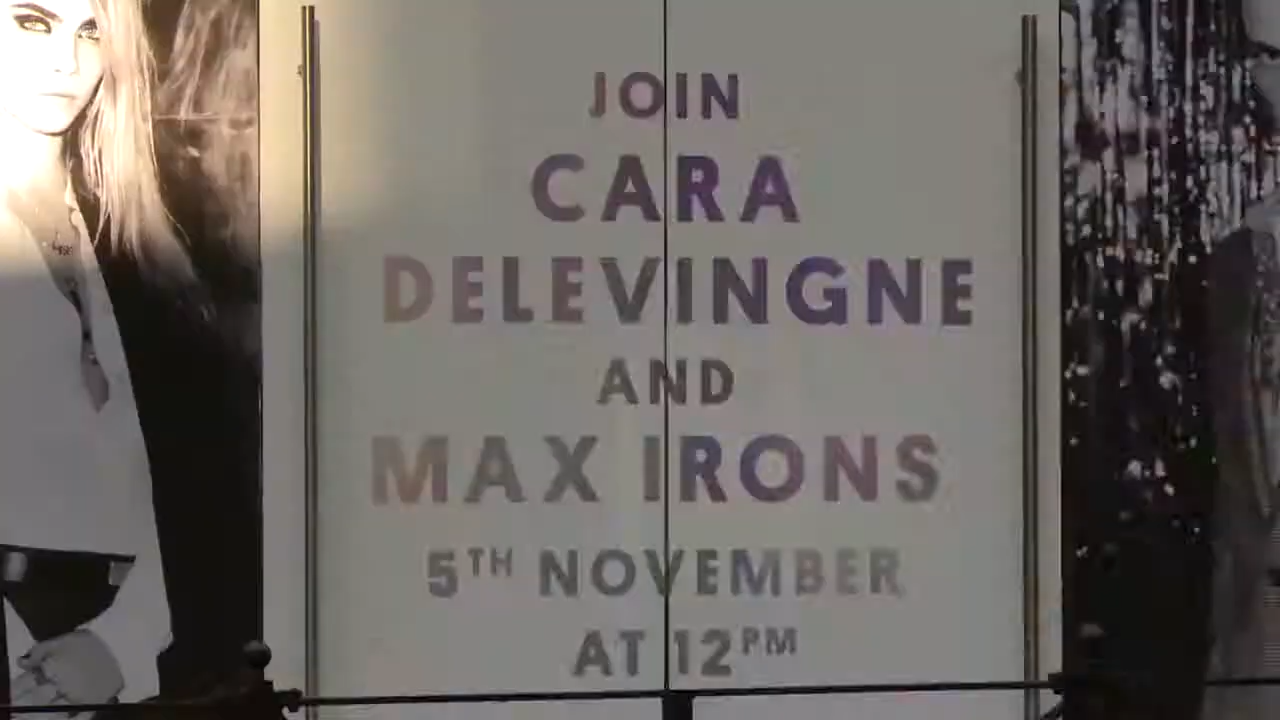 JOIN
CARA
DELEVINGNE
AND
MAX IRONS
5TH NOVEMBER
AT 12PM